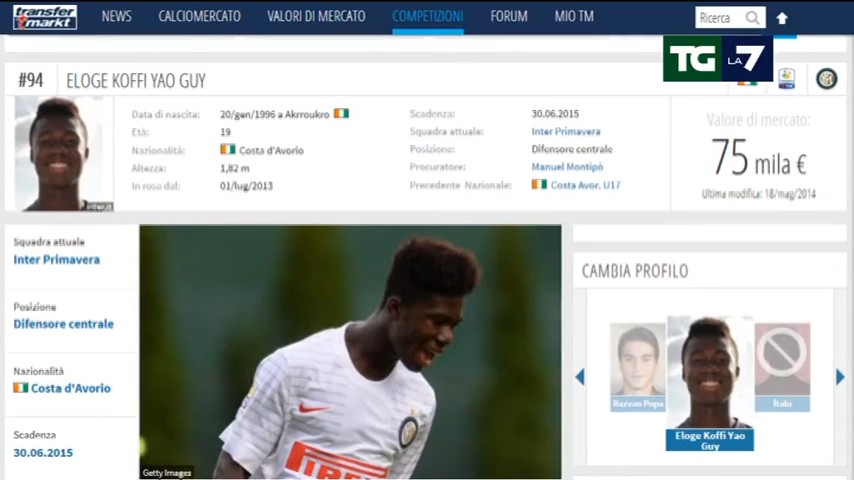 transfer
markt
NEWS
CALCIOMERCATO
VALORI DI MERCATO
COMPETIZIONI
FORUM
MIO TM
Ricerca
TG LA 7
#94
ELOGE KOFFI YAO GUY
inter.it
Data di nascita: 20/gen/1996 a Akrroukro
Età: 19
Nazionalità: Costa d'Avorio
Altezza: 1,82 m
In rosa dal: 01/lug/2013
Scadenza: 30.06.2015
Squadra attuale: Inter Primavera
Posizione: Difensore centrale
Procuratore: Manuel Montipò
Precedente Nazionale: Costa Avor. U17
Valore di mercato:
75 mila €
Ultima modifica: 18/mag/2014
Squadra attuale
Inter Primavera
Posizione
Difensore centrale
Nazionalità
Costa d'Avorio
Scadenza
30.06.2015
PIRELLI
Getty Images
CAMBIA PROFILO
Razvan Popa
Eloge Koffi Yao
Guy
Italo